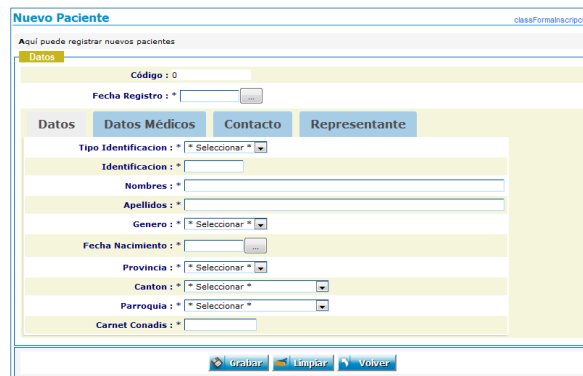 Nuevo Paciente
classFormaInscripci
Aquí puede registrar nuevos pacientes
Datos
Código : 0
Fecha Registro : * ...
Datos Datos Médicos Contacto Representante
Tipo Identificacion : * * Seleccionar *
Identificacion : *
Nombres : *
Apellidos : *
Genero : * * Seleccionar *
Fecha Nacimiento : * ...
Provincia : * * Seleccionar *
Canton : * * Seleccionar *
Parroquia : * * Seleccionar *
Carnet Conadis : *
Grabar Limpiar Volver